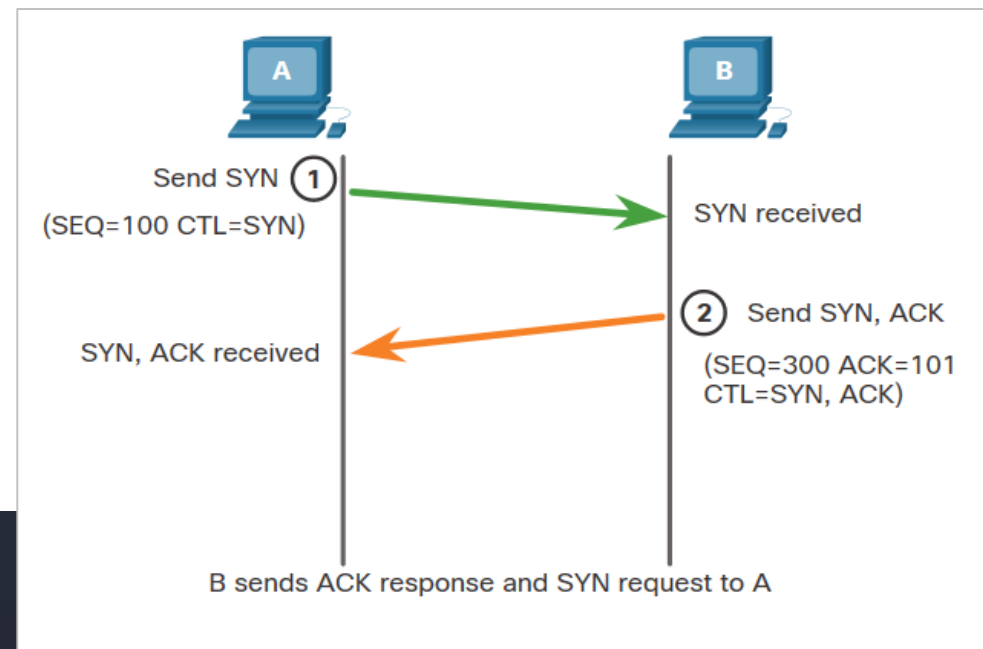 A
B
Send SYN 1
(SEQ=100 CTL=SYN)
SYN received
2 Send SYN, ACK
SYN, ACK received
(SEQ=300 ACK=101
CTL=SYN, ACK)
B sends ACK response and SYN request to A